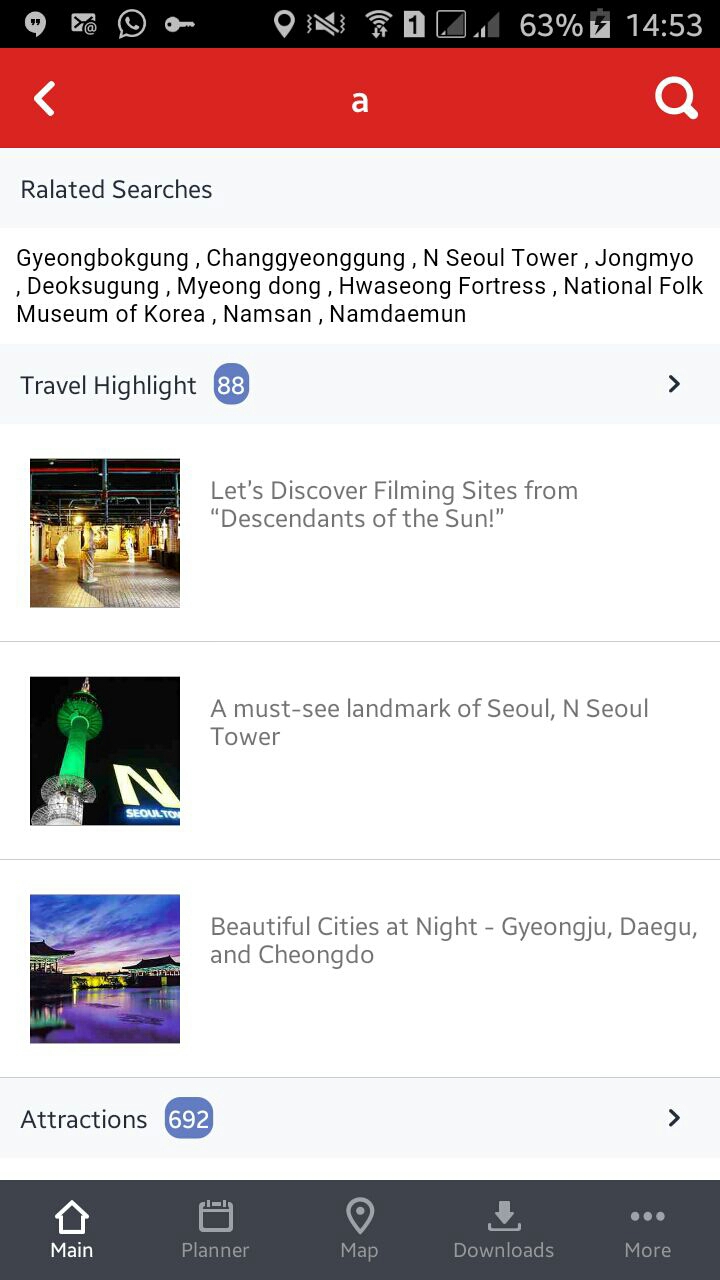 1 63% 14:53
a
Ralated Searches
Gyeongbokgung , Changgyeonggung , N Seoul Tower , Jongmyo
, Deoksugung , Myeong dong , Hwaseong Fortress , National Folk
Museum of Korea , Namsan , Namdaemun
Travel Highlight 88
Let’s Discover Filming Sites from
“Descendants of the Sun!”
A must-see landmark of Seoul, N Seoul
Tower
N
SEOUL TOW
Beautiful Cities at Night - Gyeongju, Daegu,
and Cheongdo
Attractions 692
Main Planner Map Downloads More